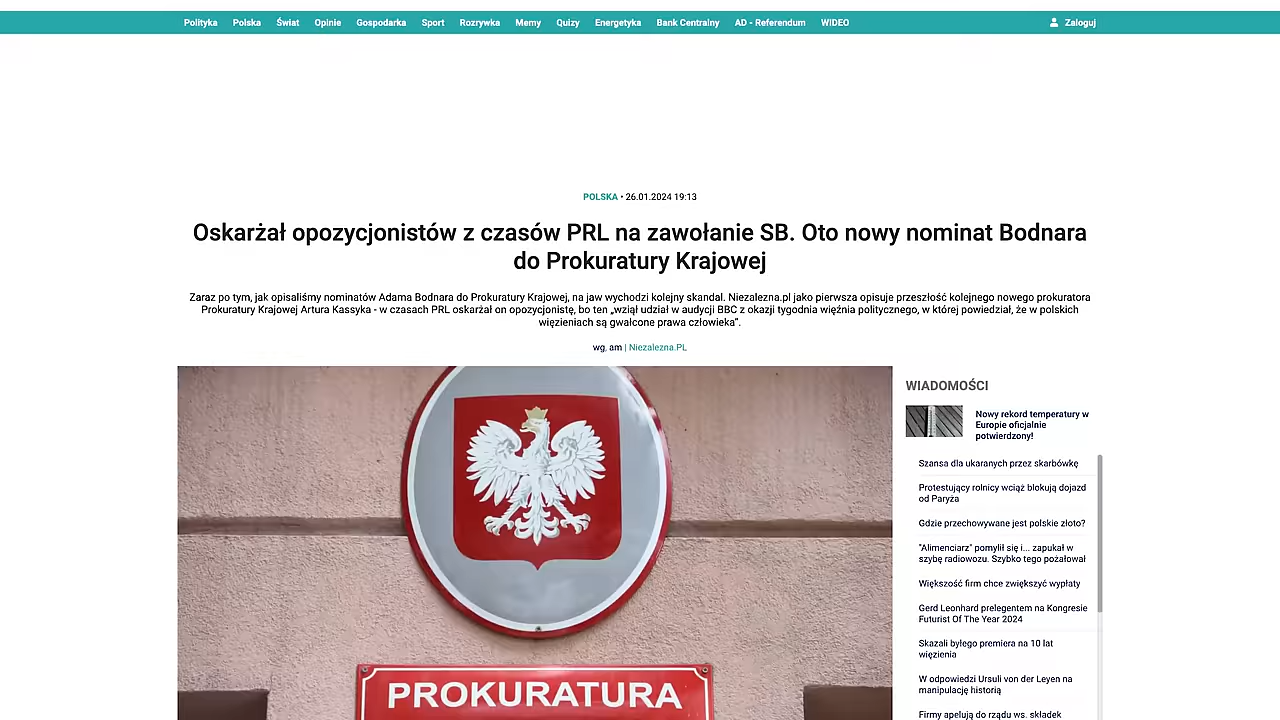 Polityka Polska Świat Opinie Gospodarka Sport Rozrywka Memy Quizy Energetyka Bank Centralny AD - Referendum WIDEO Zaloguj
POLSKA • 26.01.2024 19:13
Oskarżał opozycjonistów z czasów PRL na zawołanie SB. Oto nowy nominat Bodnara
do Prokuratury Krajowej
Zaraz po tym, jak opisaliśmy nominatów Adama Bodnara do Prokuratury Krajowej, na jaw wychodzi kolejny skandal. Niezalezna.pl jako pierwsza opisuje przeszłość kolejnego nowego prokuratora
Prokuratury Krajowej Artura Kassyka - w czasach PRL oskarżał on opozycjonistę, bo ten „wziął udział w audycji BBC z okazji tygodnia więźnia politycznego, w której powiedział, że w polskich
więzieniach są gwałcone prawa człowieka”.
wg, am | Niezalezna.PL
PROKURATURA
WIADOMOŚCI
Nowy rekord temperatury w
Europie oficjalnie
potwierdzony!
Szansa dla ukaranych przez skarbówkę
Protestujący rolnicy wciąż blokują dojazd
od Paryża
Gdzie przechowywane jest polskie złoto?
"Alimenciarz" pomylił się i... zapukał w
szybę radiowozu. Szybko tego pożałował
Większość firm chce zwiększyć wypłaty
Gerd Leonhard prelegentem na Kongresie
Futurist Of The Year 2024
Skazali byłego premiera na 10 lat
więzienia
W odpowiedzi Ursuli von der Leyen na
manipulację historią
Firmy apelują do rządu ws. składek